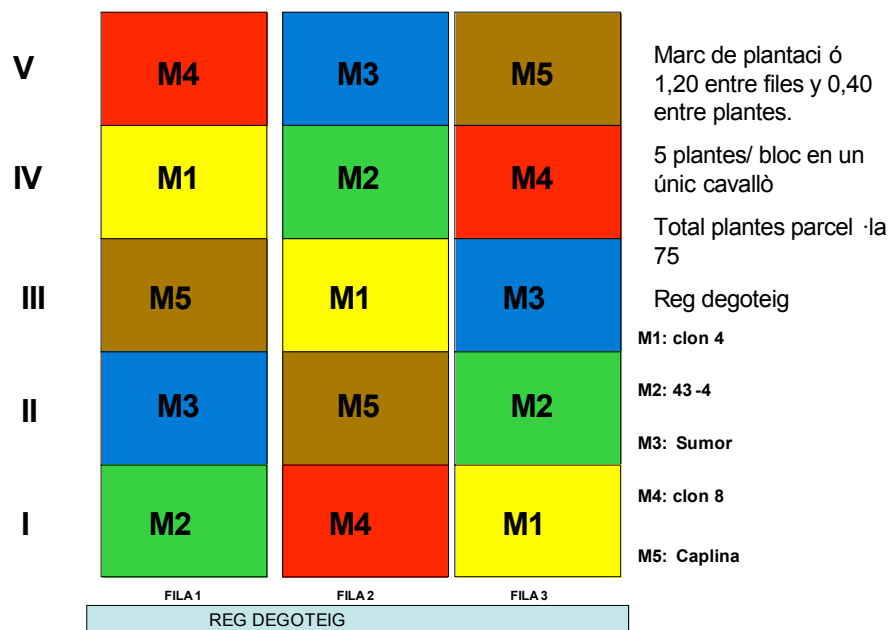 V
M4
M3
M5
Marc de plantaci ó
1,20 entre files y 0,40
entre plantes.
IV
M1
M2
M4
5 plantes/ bloc en un
únic cavallò
Total plantes parcel ·la
75
III
M5
M1
M3
Reg degoteig
M1: clon 4
II
M3
M5
M2
M2: 43 -4
M3: Sumor
I
M2
M4
M1
M4: clon 8
M5: Caplina
FILA 1
FILA 2
FILA 3
REG DEGOTEIG